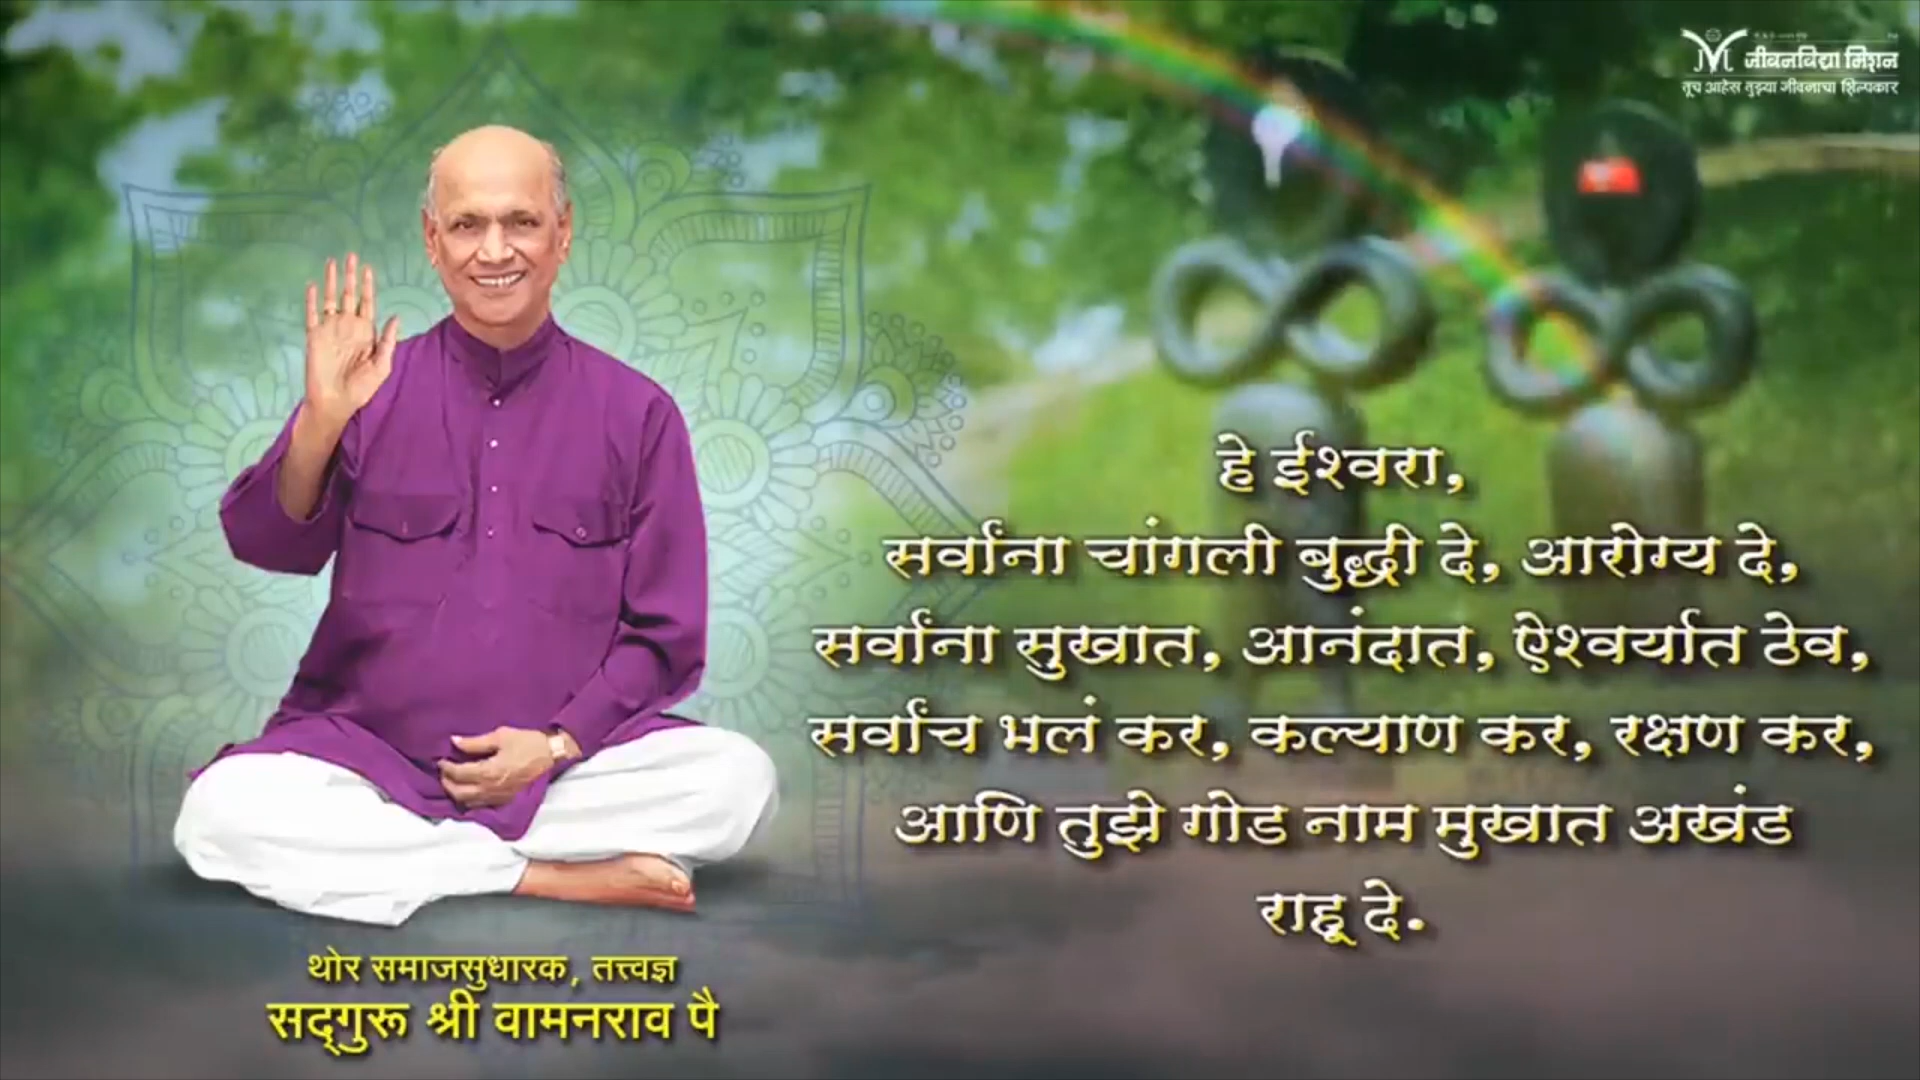 जीवनविद्या मिशन
तूच आहेस तुझ्या जीवनाचा शिल्पकार
हे ईश्वरा,
सर्वांना चांगली बुद्धी दे, आरोग्य दे,
सर्वांना सुखात, आनंदात, ऐश्वर्यात ठेव,
सर्वांच भलं कर, कल्याण कर, रक्षण कर,
आणि तुझे गोड नाम मुखात अखंड
राहू दे.
थोर समाजसुधारक, तत्त्वज्ञ
सद्‌गुरू श्री वामनराव पै